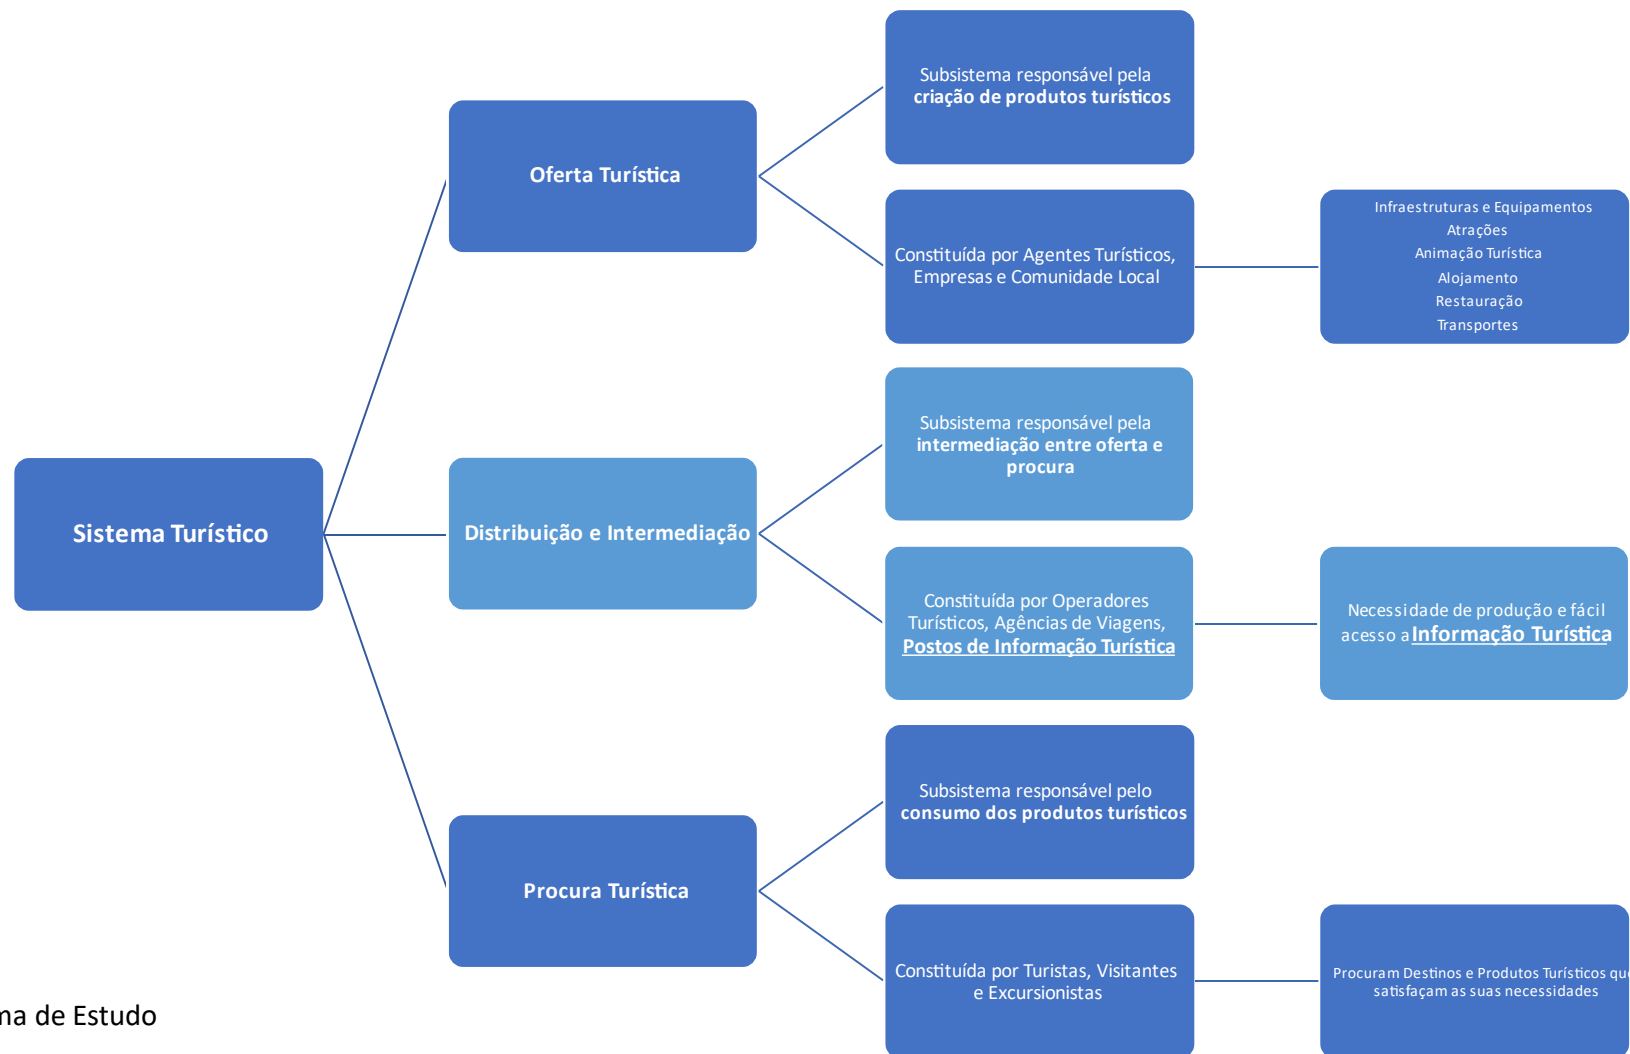 Sistema Turístico
Oferta Turística
Subsistema responsável pela
criação de produtos turísticos
Constituída por Agentes Turísticos,
Empresas e Comunidade Local
Infraestruturas e Equipamentos
Atrações
Animação Turística
Alojamento
Restauração
Transportes
Distribuição e Intermediação
Subsistema responsável pela
intermediação entre oferta e
procura
Constituída por Operadores
Turísticos, Agências de Viagens,
Postos de Informação Turística
Necessidade de produção e fácil
acesso a Informação Turística
Procura Turística
Subsistema responsável pelo
consumo dos produtos turísticos
Constituída por Turistas, Visitantes
e Excursionistas
Procuram Destinos e Produtos Turísticos que
satisfaçam as suas necessidades
de Estudo